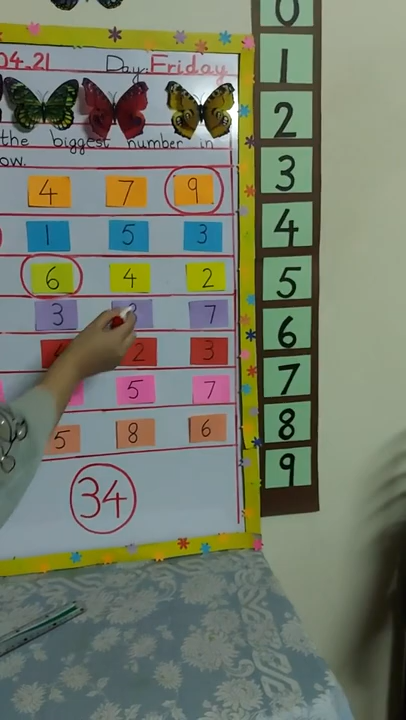 04.21 Day: Friday
the biggest number in
ow.
4 7 9
1 5 3
6 4 2
3 7
2 3
5 7
5 8 6
34
0
1
2
3
4
5
6
7
8
9